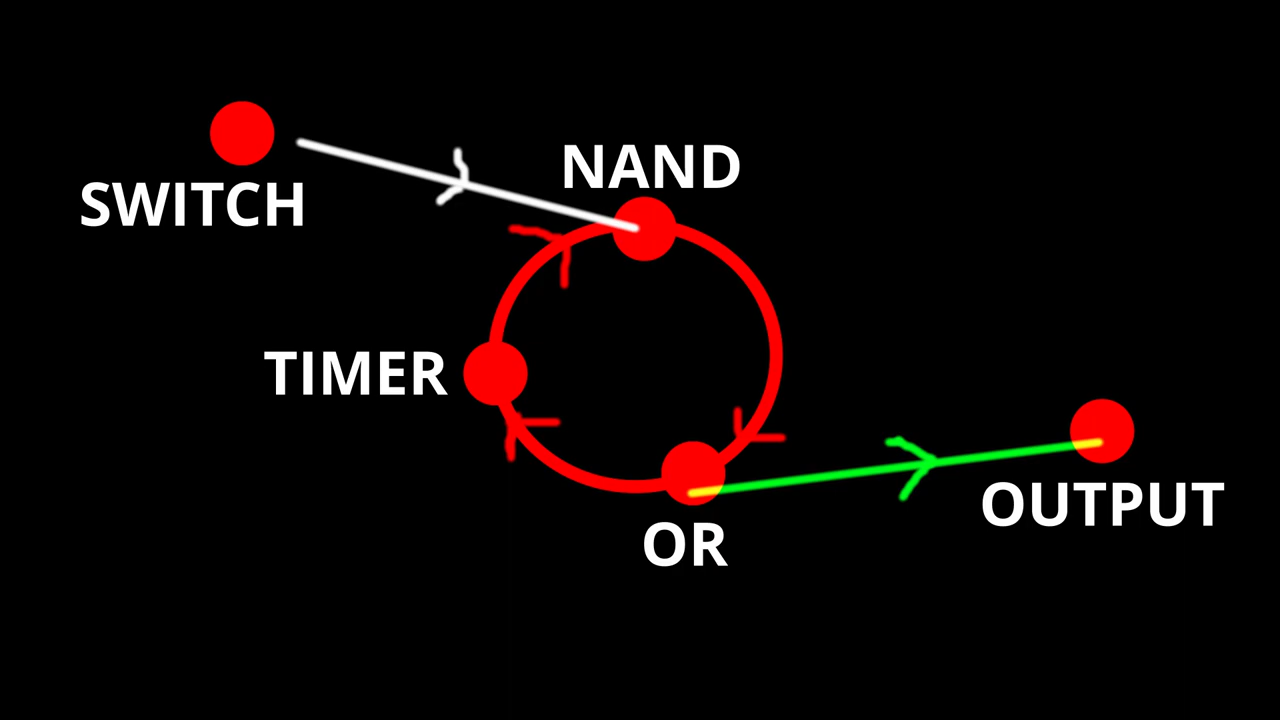 NAND
SWITCH
TIMER
OUTPUT
OR